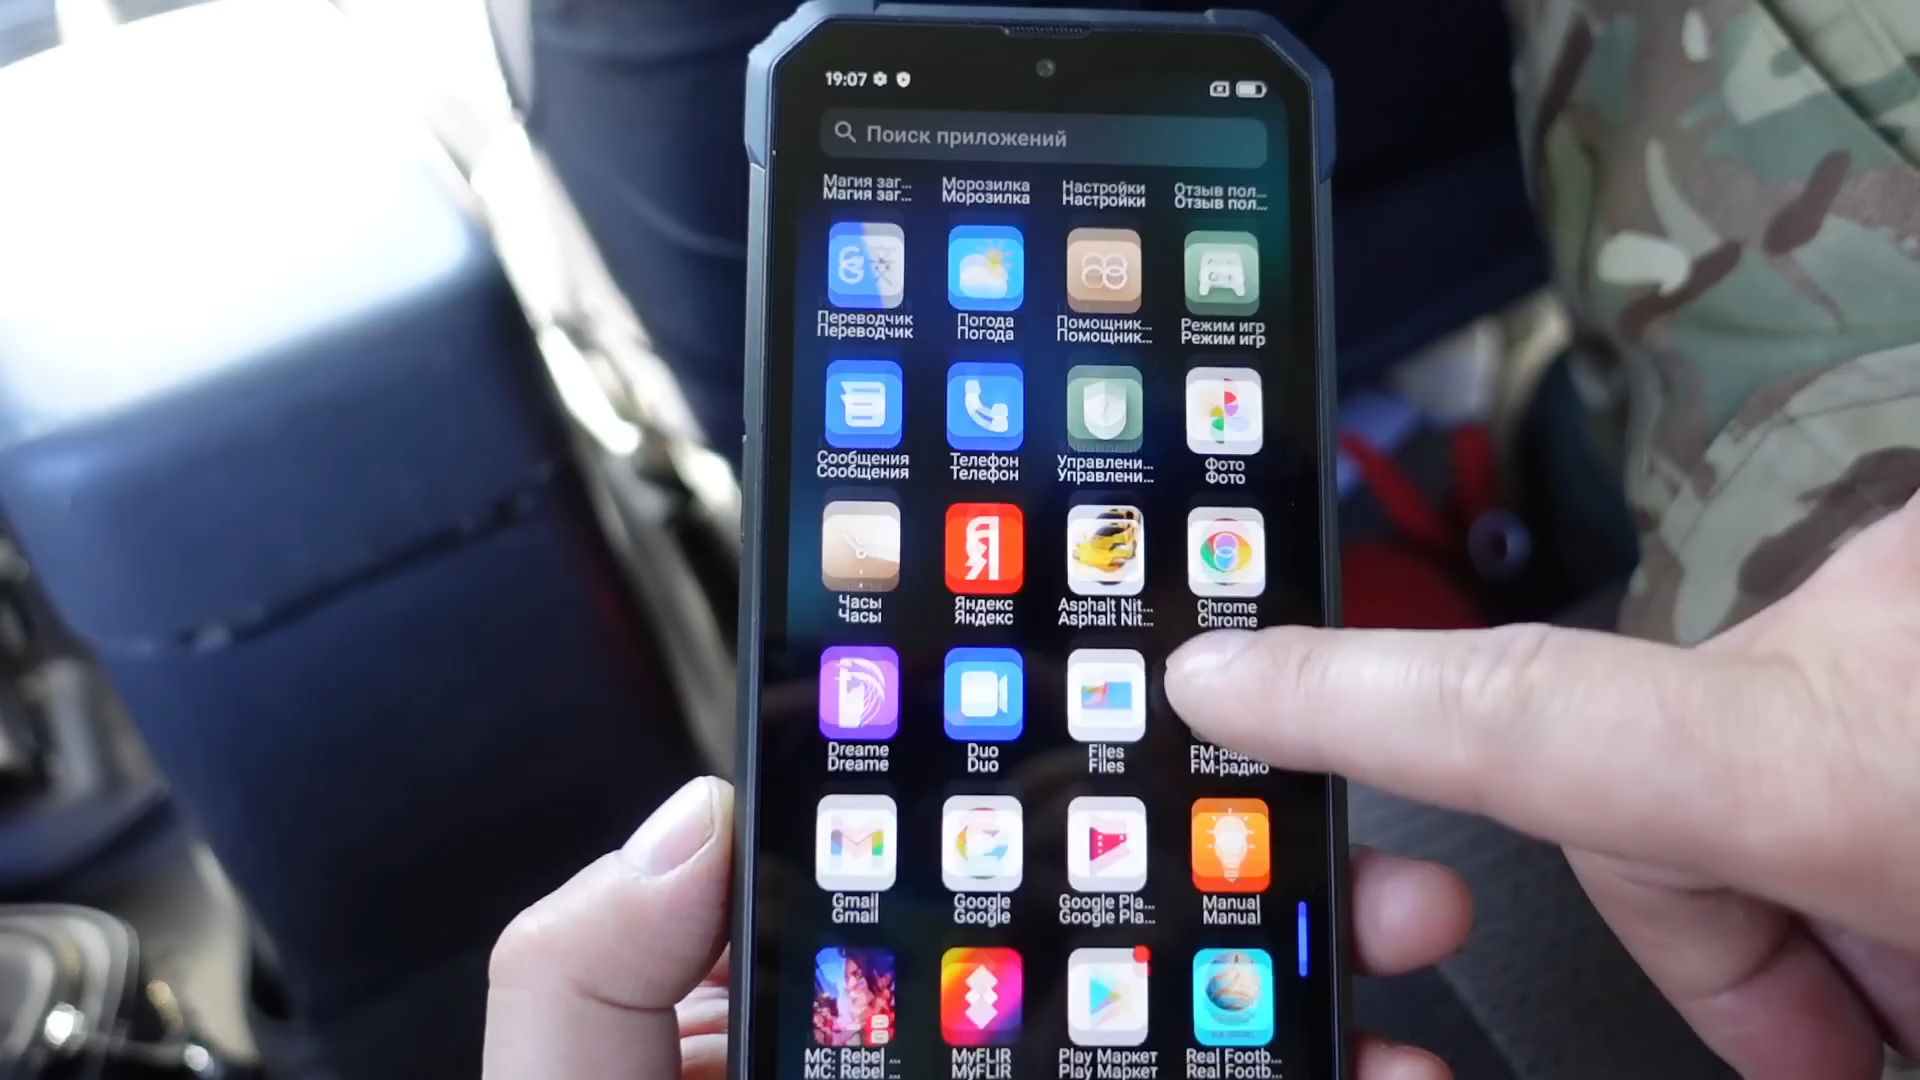 19:07
Поиск приложений
Магия заг... Морозилка Настройки Отзыв пол...
Переводчик Погода Помощник... Режим игр
Сообщения Телефон Управлени... Фото
Я
Часы Яндекс Asphalt Nit... Chrome
Dreame Duo Files FM-радио
Gmail Google Google Pla... Manual
MC: Rebel ... MyFLIR Play Маркет Real Footb...